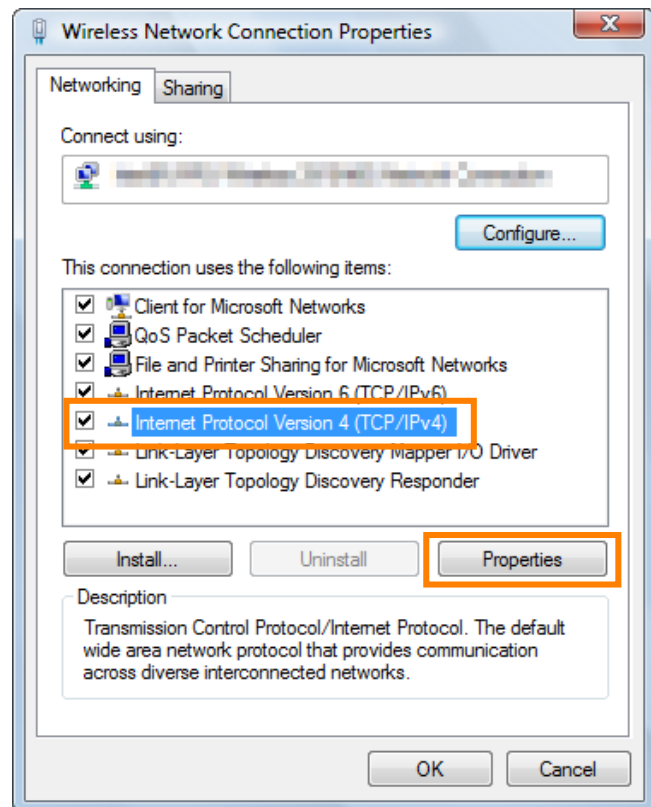 Wireless Network Connection Properties
Networking
Sharing
Connect using:
Configure...
This connection uses the following items:
Client for Microsoft Networks
QoS Packet Scheduler
File and Printer Sharing for Microsoft Networks
Internet Protocol Version 6 (TCP/IPv6)
Internet Protocol Version 4 (TCP/IPv4)
Link-Layer Topology Discovery Mapper I/O Driver
Link-Layer Topology Discovery Responder
Install...
Uninstall
Properties
Description
Transmission Control Protocol/Internet Protocol. The default
wide area network protocol that provides communication
across diverse interconnected networks.
OK
Cancel